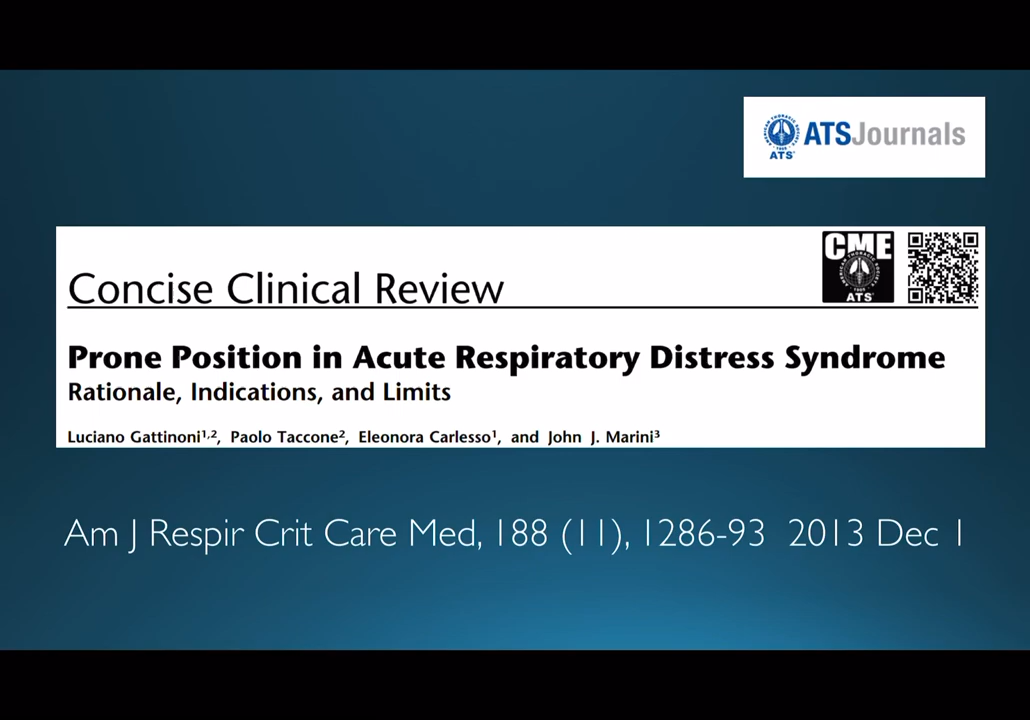 ATSJournals
ATS
CME
ATS
Concise Clinical Review
Prone Position in Acute Respiratory Distress Syndrome
Rationale, Indications, and Limits
Luciano Gattinoni1,2, Paolo Taccone2, Eleonora Carlesso1, and John J. Marini3
Am J Respir Crit Care Med, 188 (11), 1286-93 2013 Dec 1